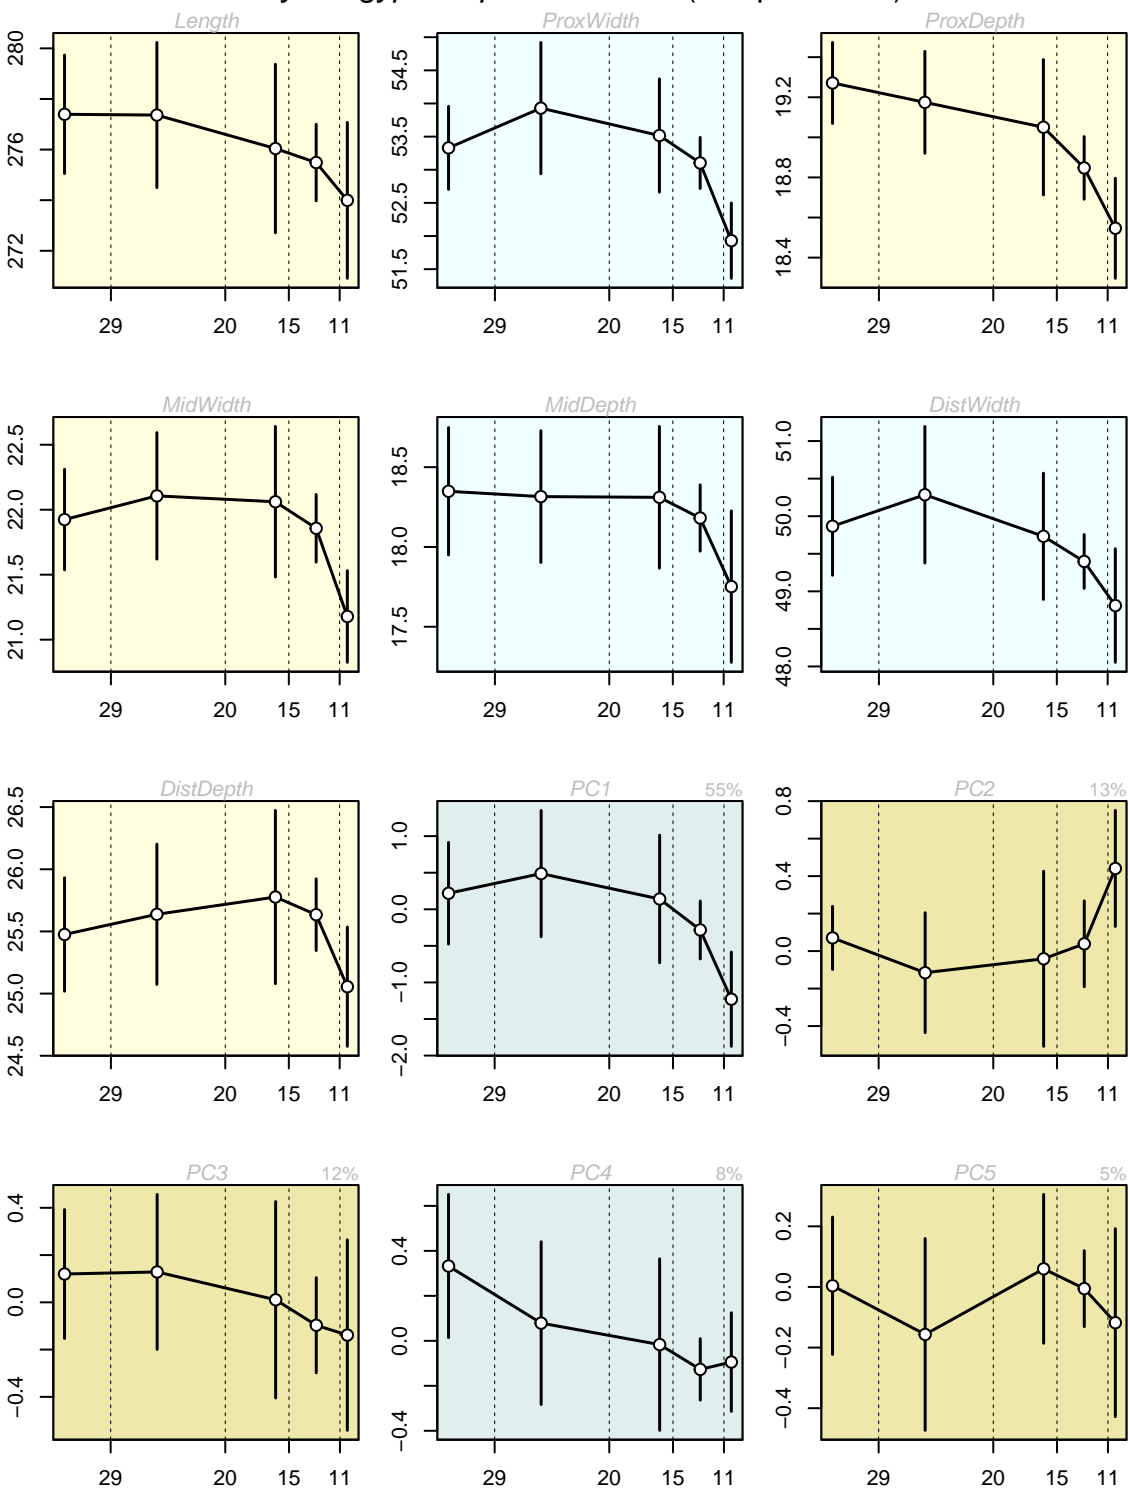 Length
280
276
272
29 20 15 11
ProxWidth
54.5
53.5
52.5
51.5
29 20 15 11
ProxDepth
19.2
18.8
18.4
29 20 15 11
MidWidth
22.5
22.0
21.5
21.0
29 20 15 11
MidDepth
18.5
18.0
17.5
29 20 15 11
DistWidth
51.0
50.0
49.0
48.0
29 20 15 11
DistDepth
26.5
26.0
25.5
25.0
24.5
29 20 15 11
PC1 55%
1.0
0.0
−1.0
−2.0
29 20 15 11
PC2 13%
0.8
0.4
0.0
−0.4
29 20 15 11
PC3 12%
0.4
0.0
−0.4
29 20 15 11
PC4 8%
0.4
0.0
−0.4
29 20 15 11
PC5 5%
0.2
0.0
−0.2
−0.4
29 20 15 11